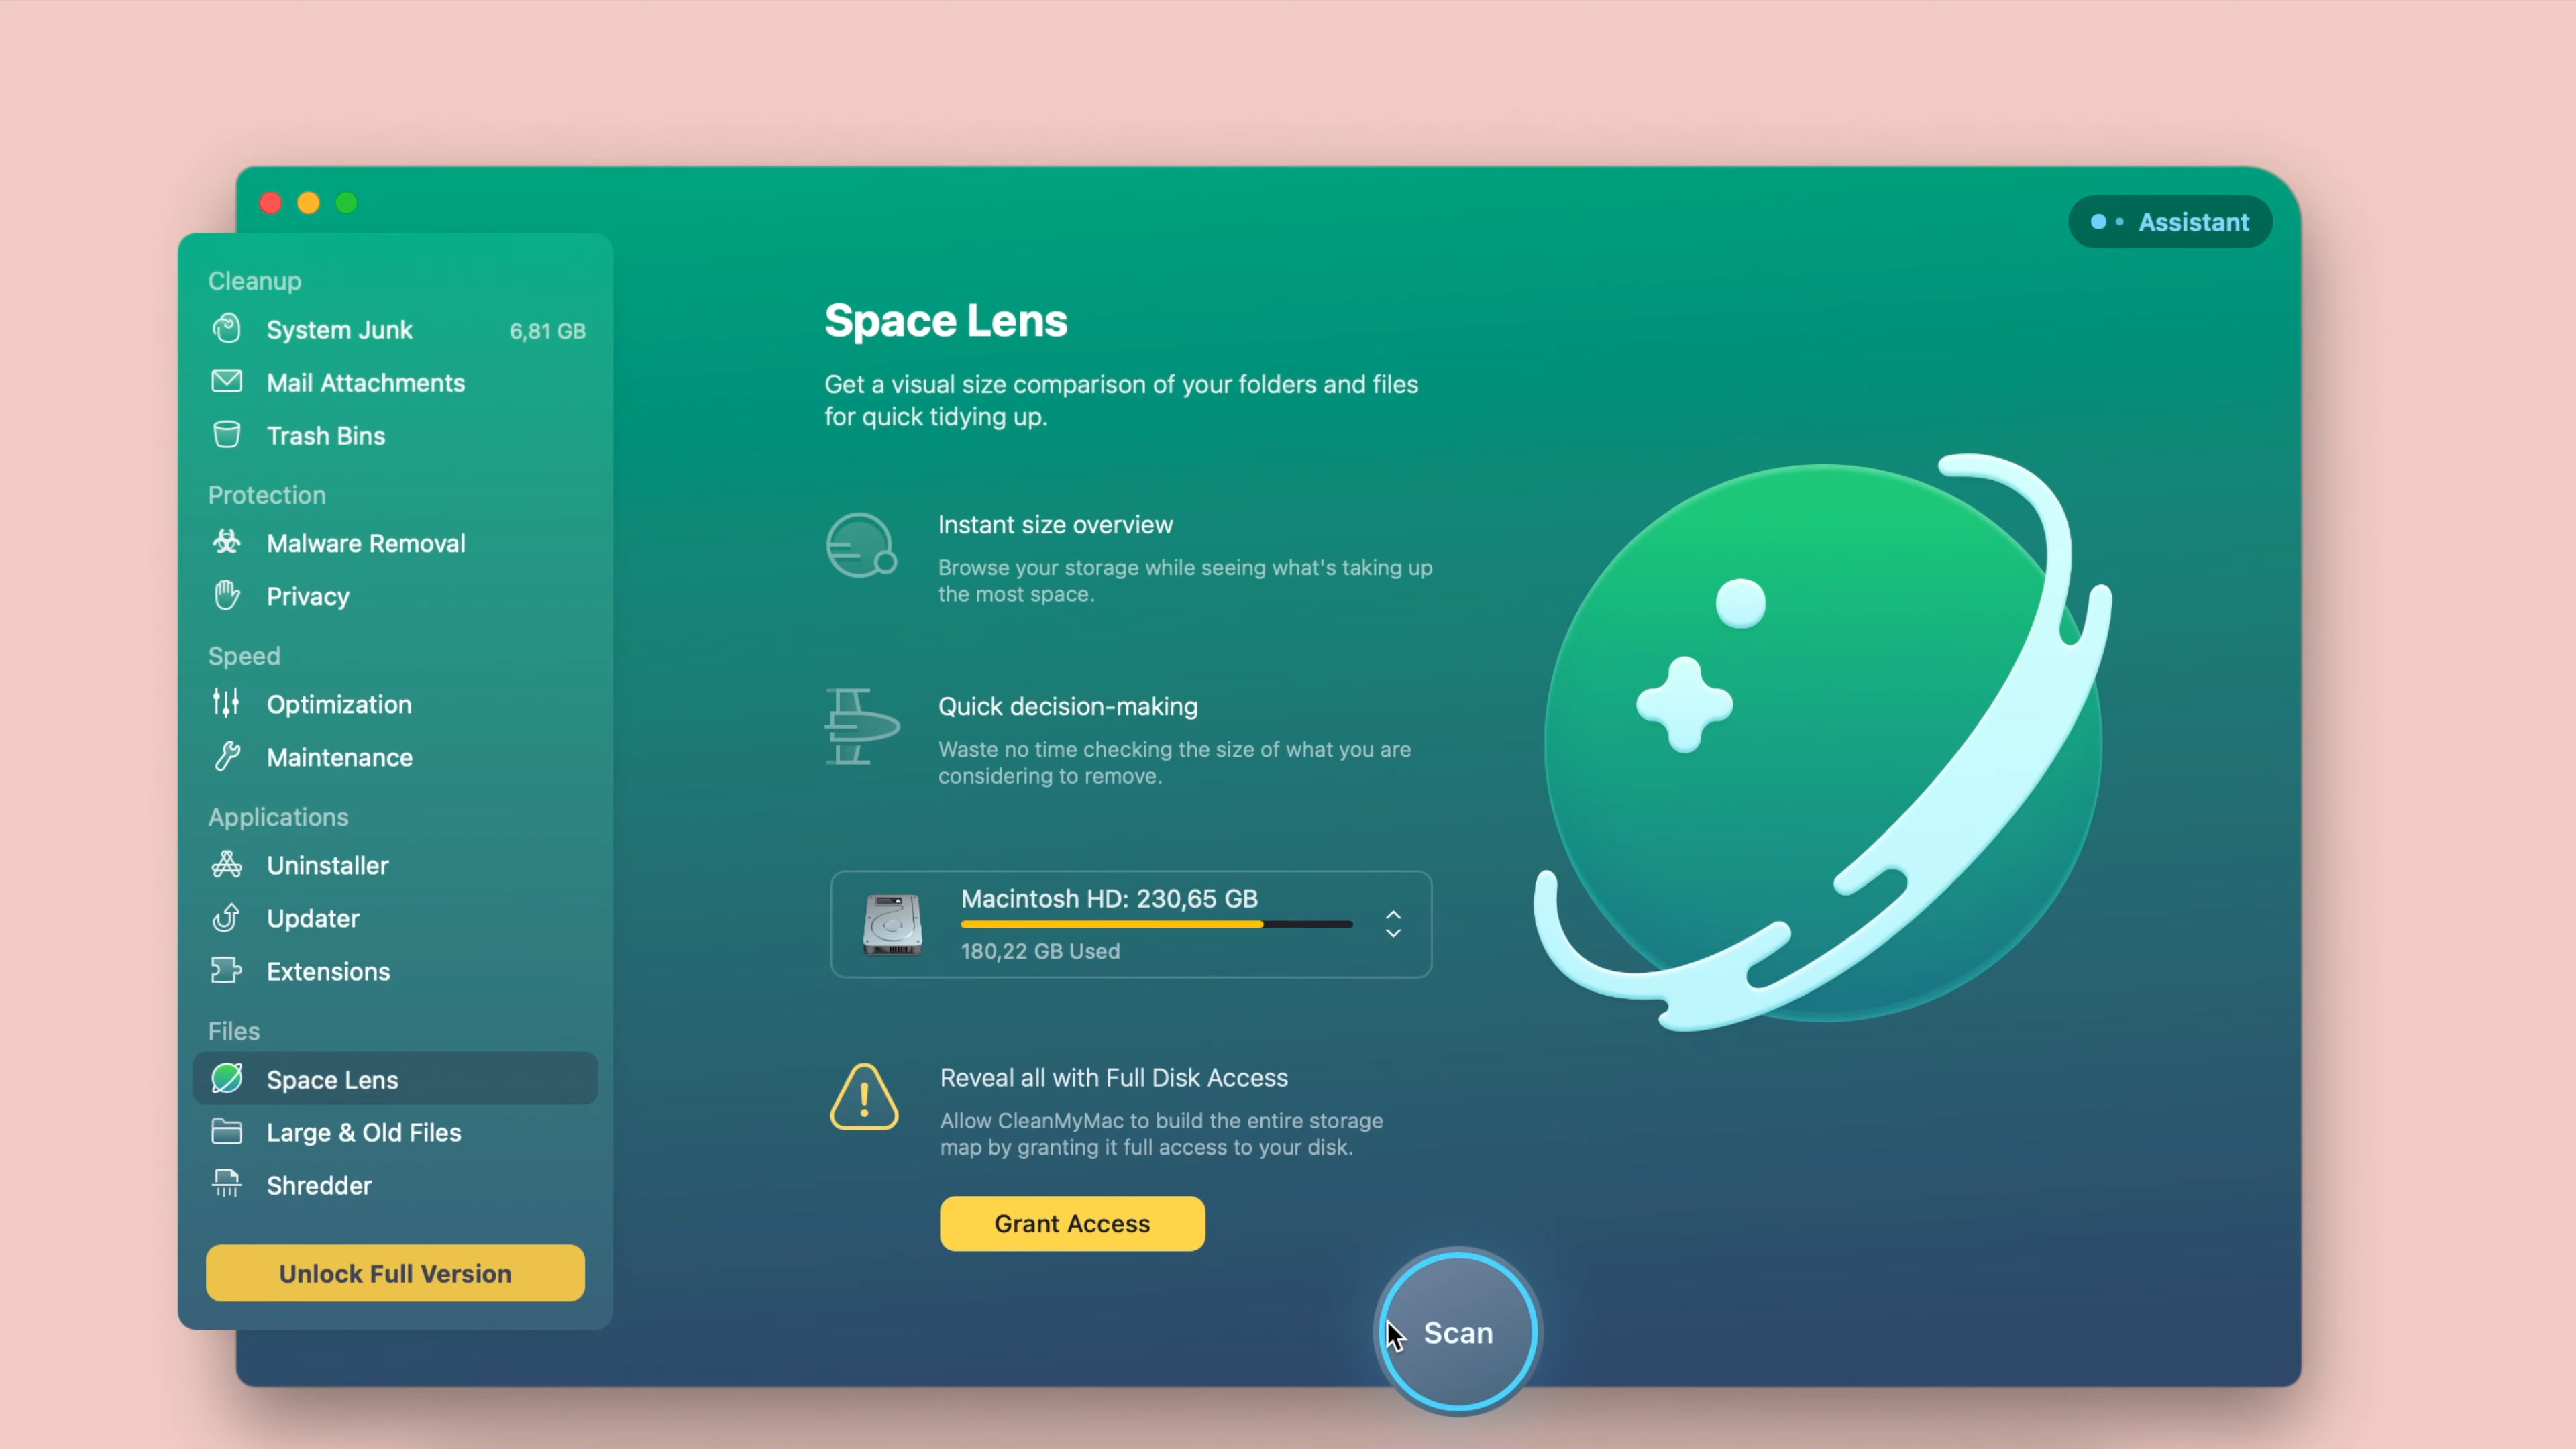 Assistant
Cleanup
System Junk 6,81 GB
Mail Attachments
Trash Bins
Protection
Malware Removal
Privacy
Speed
Optimization
Maintenance
Applications
Uninstaller
Updater
Extensions
Files
Space Lens
Large & Old Files
Shredder
Unlock Full Version
Space Lens
Get a visual size comparison of your folders and files
for quick tidying up.
Instant size overview
Browse your storage while seeing what's taking up
the most space.
Quick decision-making
Waste no time checking the size of what you are
considering to remove.
Macintosh HD: 230,65 GB
180,22 GB Used
Reveal all with Full Disk Access
Allow CleanMyMac to build the entire storage
map by granting it full access to your disk.
Grant Access
Scan